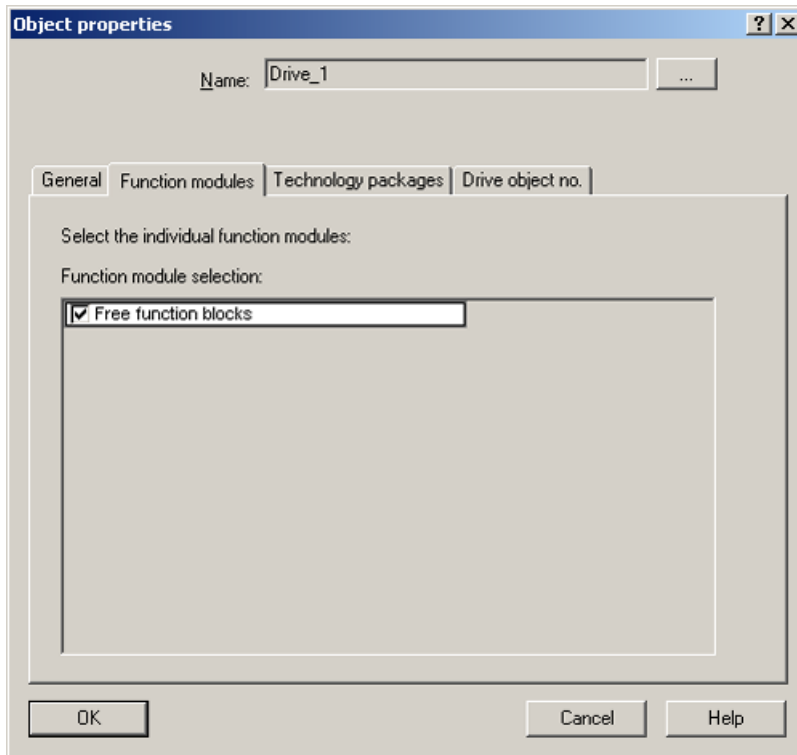 Object properties
Name: Drive_1 ...
General Function modules Technology packages Drive object no.
Select the individual function modules:
Function module selection:
Free function blocks
OK Cancel Help